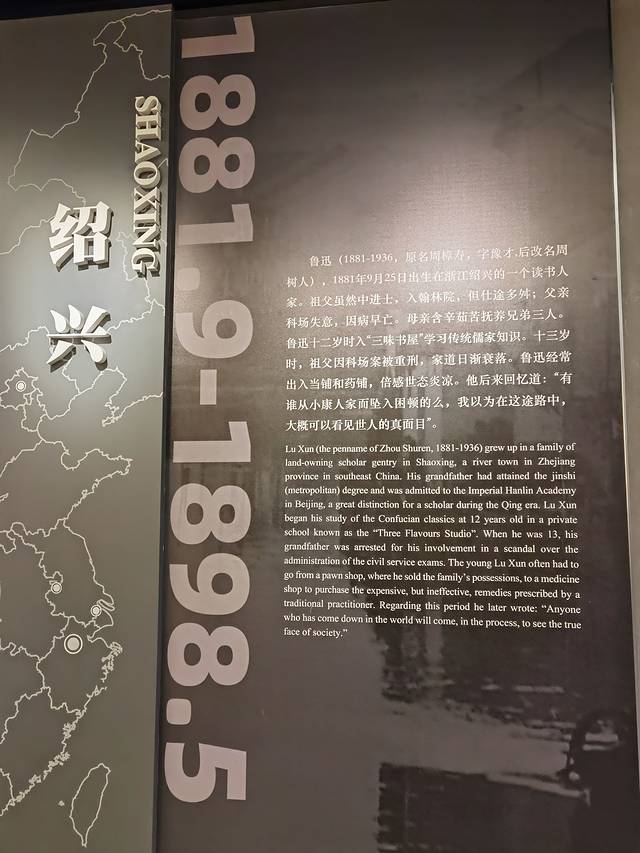 绍兴
SHAOXING
1881.9-1898.5
鲁迅（1881-1936，原名周樟寿，字豫才,后改名周
树人），1881年9月25日出生在浙江绍兴的一个读书人
家。祖父虽然中进士，入翰林院，但仕途多舛；父亲
科场失意，因病早亡。母亲含辛茹苦抚养兄弟三人。
鲁迅十二岁时入“三味书屋”学习传统儒家知识。十三岁
时，祖父因科场案被重刑，家道日渐衰落。鲁迅经常
出入当铺和药铺，倍感世态炎凉。他后来回忆道：“有
谁从小康人家而坠入困顿的么，我以为在这途路中，
大概可以看见世人的真面目”。
Lu Xun (the penname of Zhou Shuren, 1881-1936) grew up in a family of
land-owning scholar gentry in Shaoxing, a river town in Zhejiang
province in southeast China. His grandfather had attained the jinshi
(metropolitan) degree and was admitted to the Imperial Hanlin Academy
in Beijing, a great distinction for a scholar during the Qing era. Lu Xun
began his study of the Confucian classics at 12 years old in a private
school known as the “Three Flavours Studio”. When he was 13, his
grandfather was arrested for his involvement in a scandal over the
administration of the civil service exams. The young Lu Xun often had to
go from a pawn shop, where he sold the family’s possessions, to a medicine
shop to purchase the expensive, but ineffective, remedies prescribed by a
traditional practitioner. Regarding this period he later wrote: “Anyone
who has come down in the world will come, in the process, to see the true
face of society.”